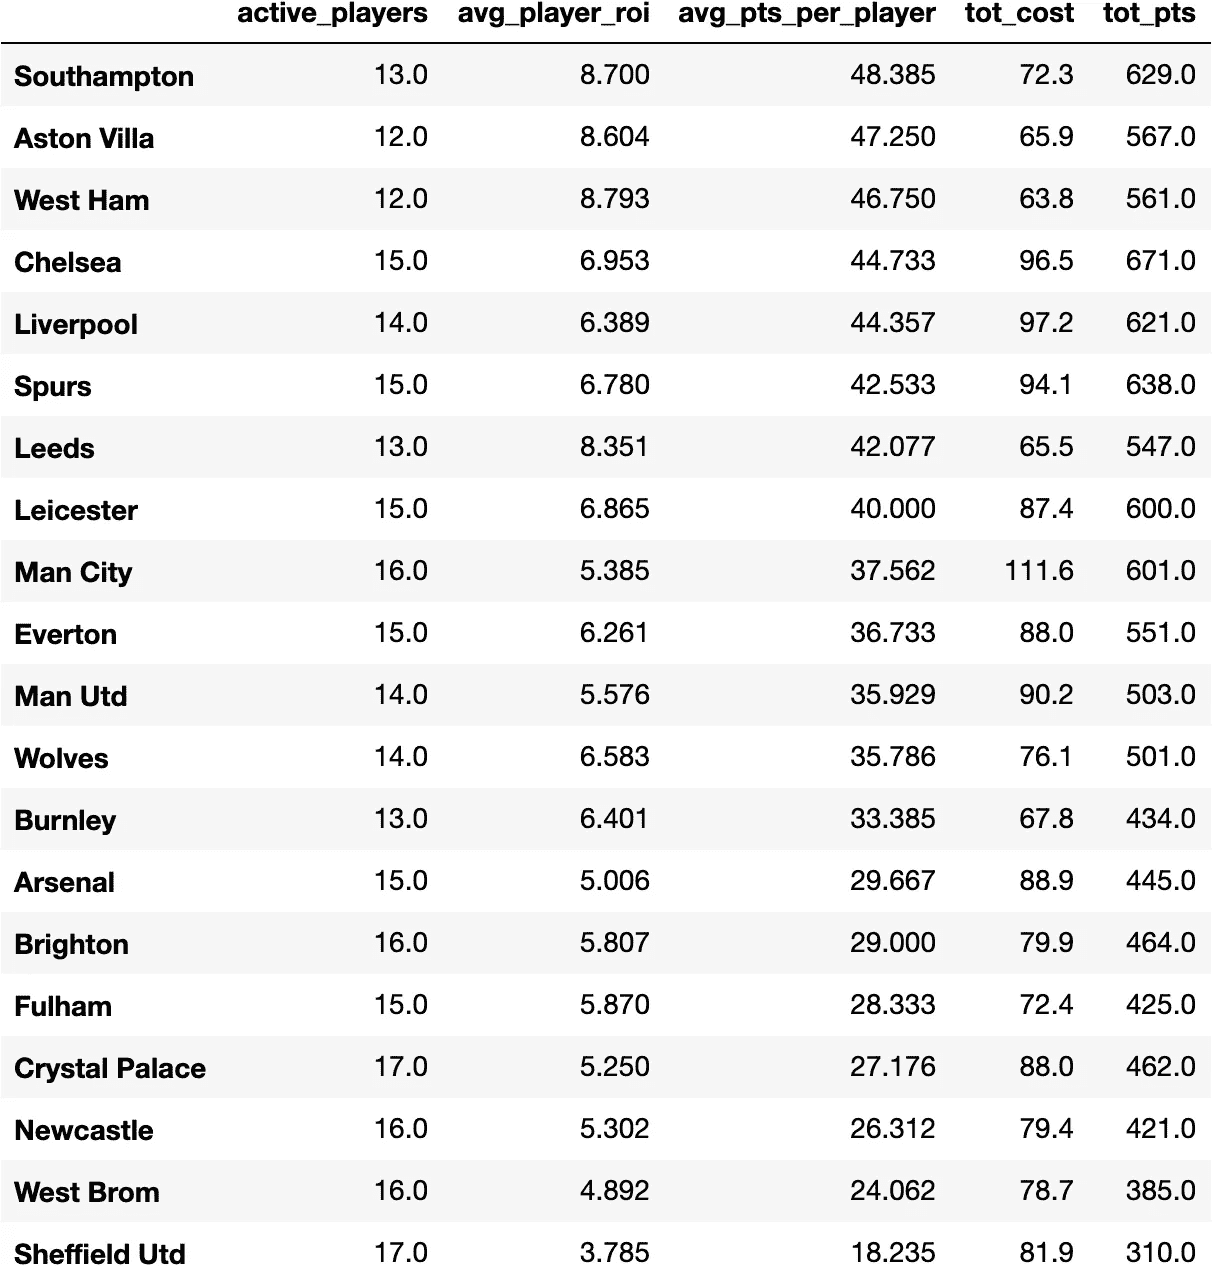 active_players avg_player_roi avg_pts_per_player tot_cost tot_pts
Southampton 13.0 8.700 48.385 72.3 629.0
Aston Villa 12.0 8.604 47.250 65.9 567.0
West Ham 12.0 8.793 46.750 63.8 561.0
Chelsea 15.0 6.953 44.733 96.5 671.0
Liverpool 14.0 6.389 44.357 97.2 621.0
Spurs 15.0 6.780 42.533 94.1 638.0
Leeds 13.0 8.351 42.077 65.5 547.0
Leicester 15.0 6.865 40.000 87.4 600.0
Man City 16.0 5.385 37.562 111.6 601.0
Everton 15.0 6.261 36.733 88.0 551.0
Man Utd 14.0 5.576 35.929 90.2 503.0
Wolves 14.0 6.583 35.786 76.1 501.0
Burnley 13.0 6.401 33.385 67.8 434.0
Arsenal 15.0 5.006 29.667 88.9 445.0
Brighton 16.0 5.807 29.000 79.9 464.0
Fulham 15.0 5.870 28.333 72.4 425.0
Crystal Palace 17.0 5.250 27.176 88.0 462.0
Newcastle 16.0 5.302 26.312 79.4 421.0
West Brom 16.0 4.892 24.062 78.7 385.0
Sheffield Utd 17.0 3.785 18.235 81.9 310.0